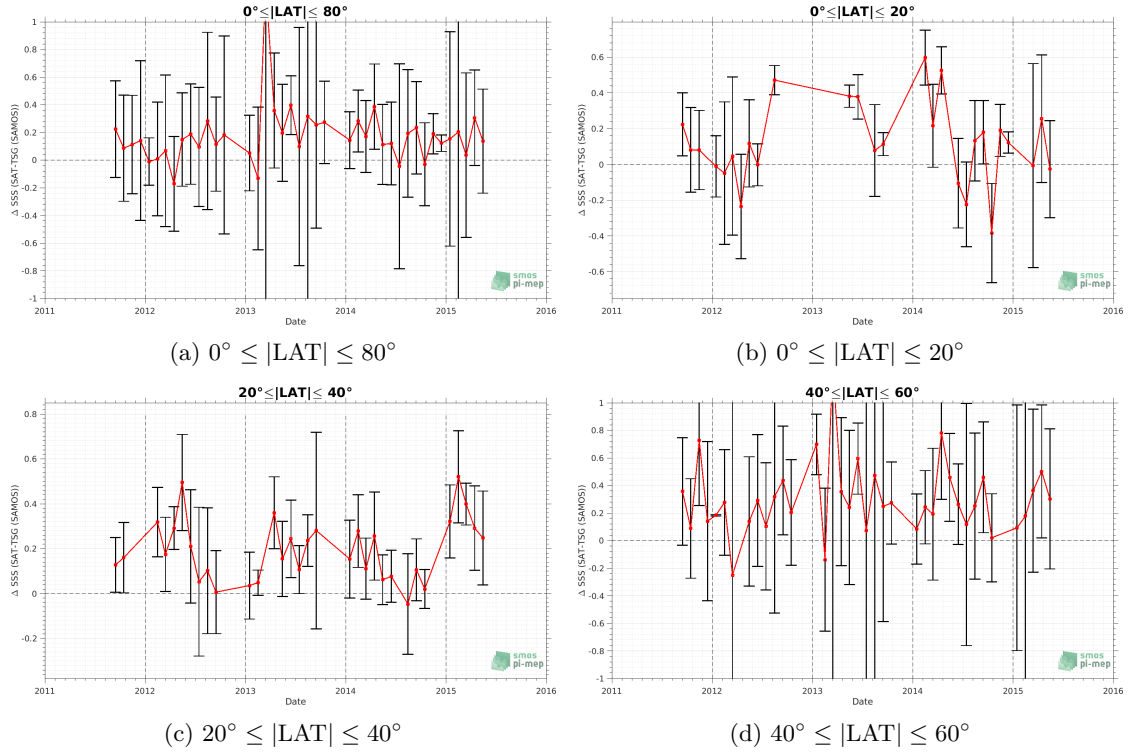 0°≤|LAT|≤ 80°
1
0.8
0.6
0.4
0.2
0
-0.2
-0.4
-0.6
-0.8
-1
Δ SSS (SAT-TSG (SAMOS))
2011
2012
2013
2014
2015
2016
Date
smos
pi-mep
(a) 0° ≤ |LAT| ≤ 80°
0°≤|LAT|≤ 20°
0.6
0.4
0.2
0
-0.2
-0.4
-0.6
Δ SSS (SAT-TSG (SAMOS))
2011
2012
2013
2014
2015
2016
Date
smos
pi-mep
(b) 0° ≤ |LAT| ≤ 20°
20°≤|LAT|≤ 40°
0.8
0.6
0.4
0.2
0
-0.2
Δ SSS (SAT-TSG (SAMOS))
2011
2012
2013
2014
2015
2016
Date
smos
pi-mep
(c) 20° ≤ |LAT| ≤ 40°
40°≤|LAT|≤ 60°
1
0.8
0.6
0.4
0.2
0
-0.2
-0.4
-0.6
-0.8
-1
Δ SSS (SAT-TSG (SAMOS))
2011
2012
2013
2014
2015
2016
Date
smos
pi-mep
(d) 40° ≤ |LAT| ≤ 60°